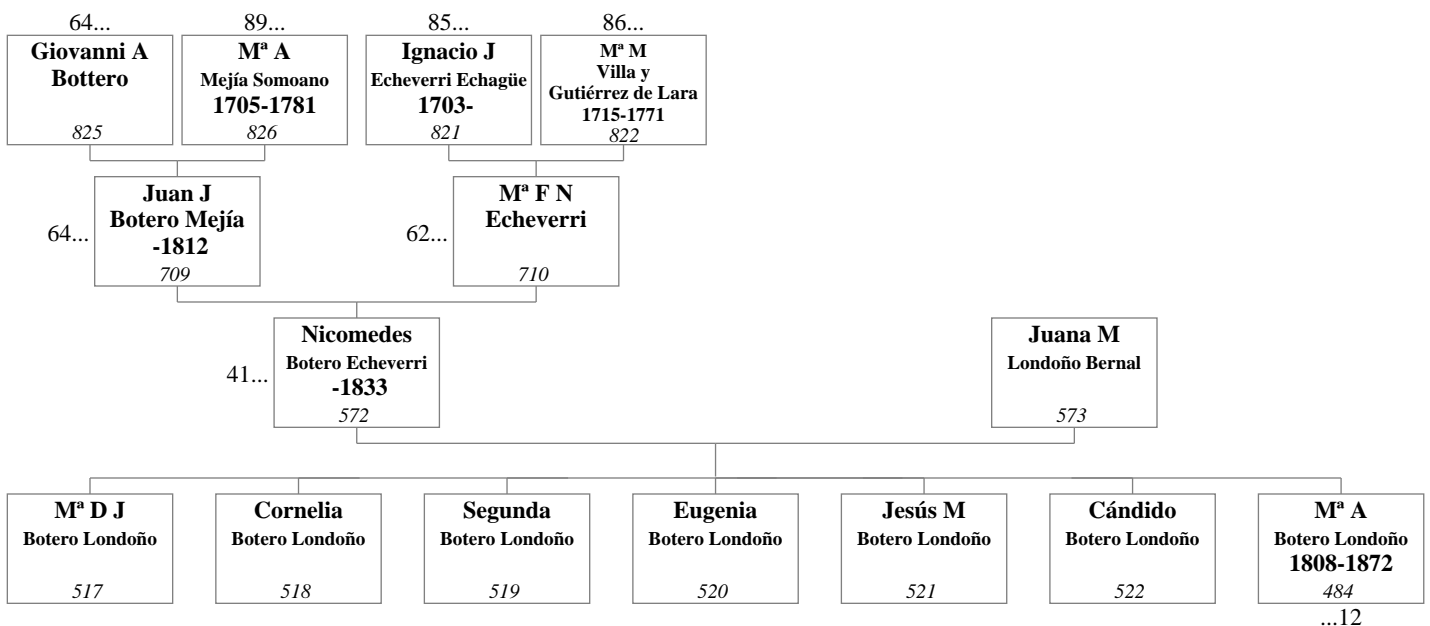 64...
89...
85...
86...
Giovanni A
Bottero
825
Mª A
Mejía Somoano
1705-1781
826
Ignacio J
Echeverri Echagüe
1703-
821
Mª M
Villa y
Gutiérrez de Lara
1715-1771
822
64...
Juan J
Botero Mejía
-1812
709
62...
Mª F N
Echeverri
710
41...
Nicomedes
Botero Echeverri
-1833
572
Juana M
Londoño Bernal
573
Mª D J
Botero Londoño
517
Cornelia
Botero Londoño
518
Segunda
Botero Londoño
519
Eugenia
Botero Londoño
520
Jesús M
Botero Londoño
521
Cándido
Botero Londoño
522
Mª A
Botero Londoño
1808-1872
484
...12